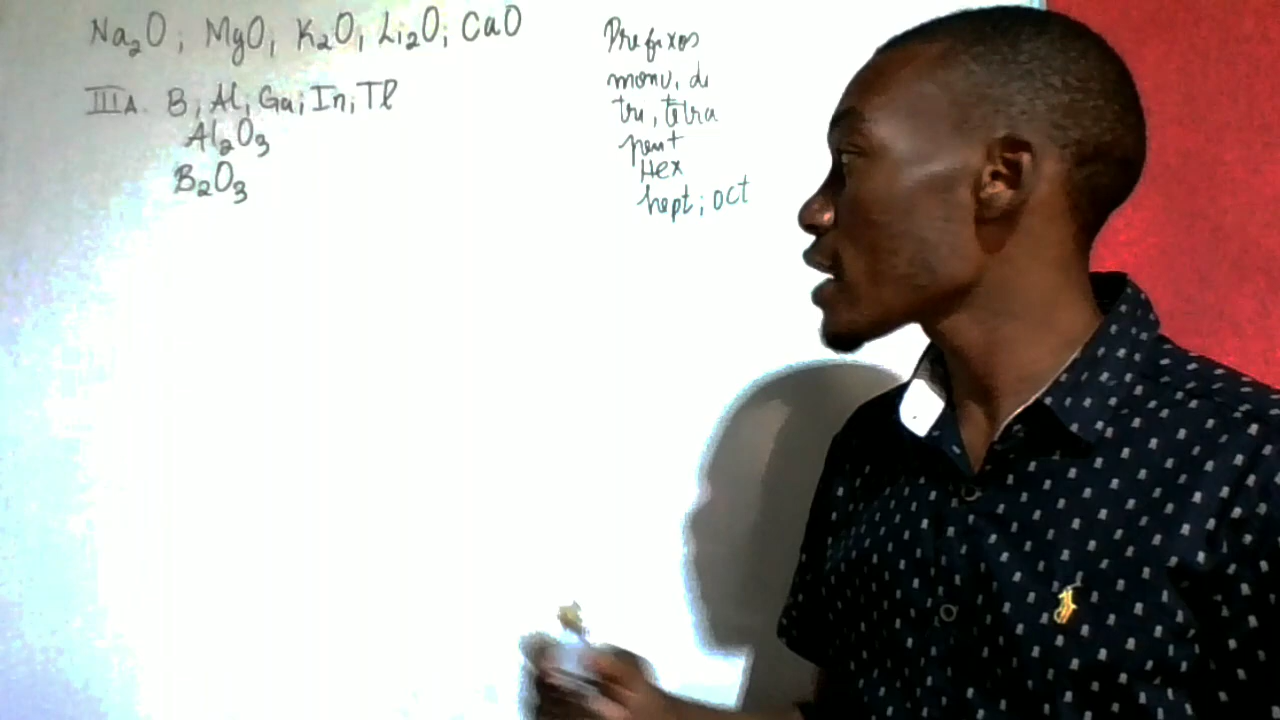 Na₂O; MgO, K₂O, Li₂O; CaO
IIIA. B, Al, Ga; In, Tl
Al₂O₃
B₂O₃
Prefixos
mono, di
tri, tetra
pent
Hex
hept; oct